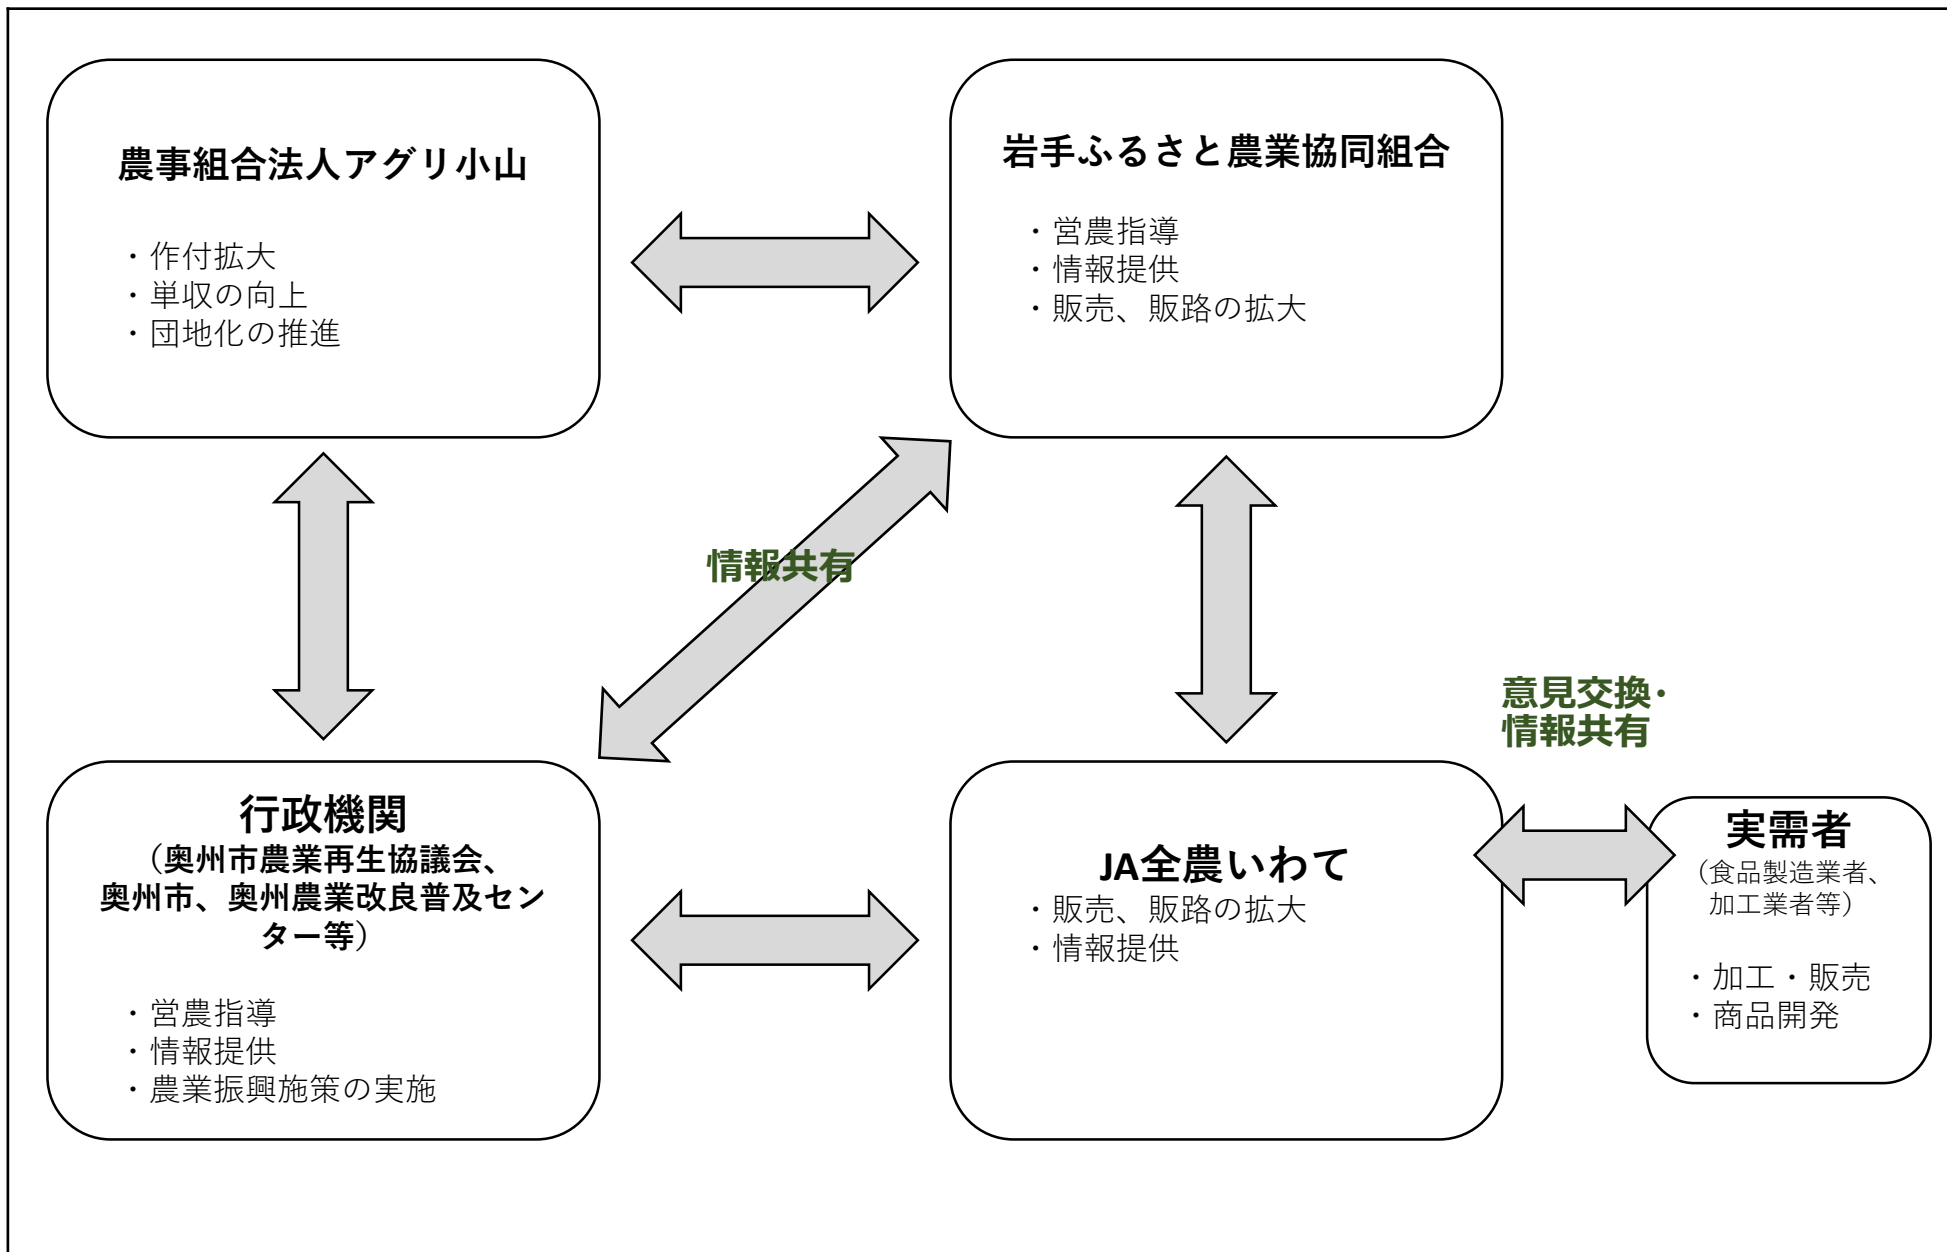 農事組合法人アグリ小山
・作付拡大
・単収の向上
・団地化の推進
岩手ふるさと農業協同組合
・営農指導
・情報提供
・販売、販路の拡大
情報共有
意見交換・
情報共有
行政機関
（奥州市農業再生協議会、
奥州市、奥州農業改良普及セン
ター等）
・営農指導
・情報提供
・農業振興施策の実施
JA全農いわて
・販売、販路の拡大
・情報提供
実需者
（食品製造業者、
加工業者等）
・加工・販売
・商品開発